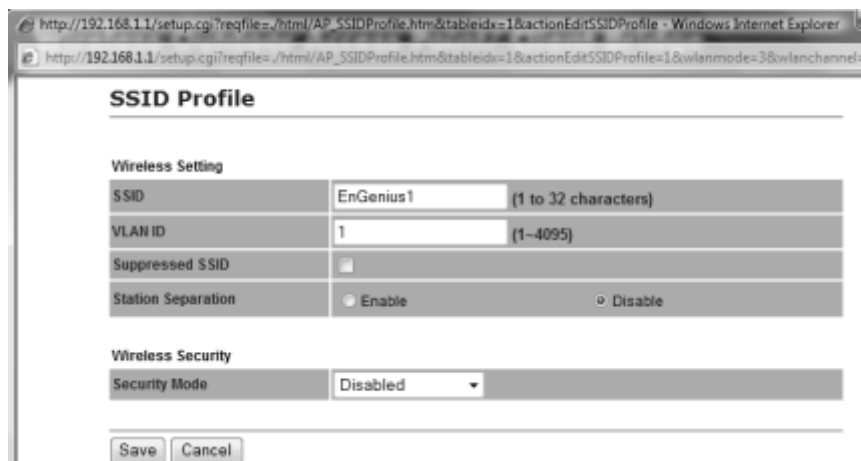 http://192.168.1.1/setup.cgi?reqfile=./html/AP_SSIDProfile.htm&tableidx=1&actionEditSSIDProfile - Windows Internet Explorer
http://192.168.1.1/setup.cgi?reqfile=./html/AP_SSIDProfile.htm&tableidx=1&actionEditSSIDProfile=1&wlanmode=3&wlanchannel=
SSID Profile
Wireless Setting
SSID EnGenius1 (1 to 32 characters)
VLAN ID 1 (1~4095)
Suppressed SSID
Station Separation Enable Disable
Wireless Security
Security Mode Disabled
Save Cancel